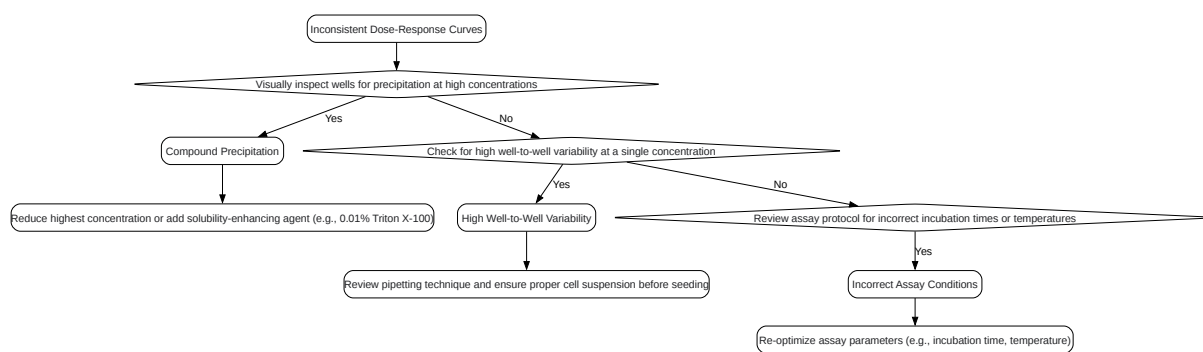 Inconsistent Dose-Response Curves
Visually inspect wells for precipitation at high concentrations
Yes
No
Compound Precipitation
Check for high well-to-well variability at a single concentration
Yes
No
Reduce highest concentration or add solubility-enhancing agent (e.g., 0.01% Triton X-100)
High Well-to-Well Variability
Review assay protocol for incorrect incubation times or temperatures
Yes
Review pipetting technique and ensure proper cell suspension before seeding
Incorrect Assay Conditions
Re-optimize assay parameters (e.g., incubation time, temperature)